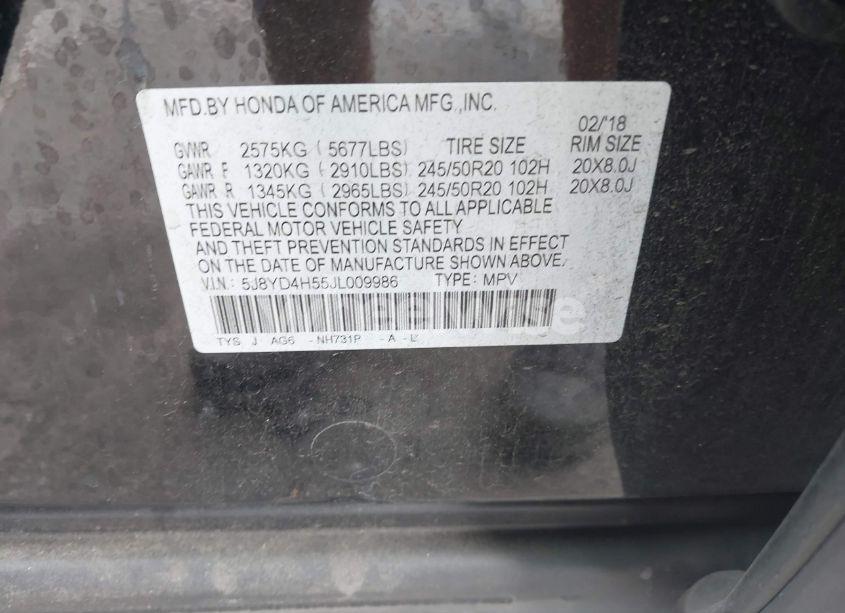 MFD.BY HONDA OF AMERICA MFG.,INC.
02/'18
GVWR 2575KG ( 5677LBS) TIRE SIZE RIM SIZE
GAWR F 1320KG ( 2910LBS) 245/50R20 102H 20X8.0J
GAWR R 1345KG ( 2965LBS) 245/50R20 102H 20X8.0J
THIS VEHICLE CONFORMS TO ALL APPLICABLE
FEDERAL MOTOR VEHICLE SAFETY
AND THEFT PREVENTION STANDARDS IN EFFECT
ON THE DATE OF MANUFACTURE SHOWN ABOVE.
V.I.N.: 5J8YD4H55JL009986 TYPE: MPV
TYS J AG6 -NH731P -A